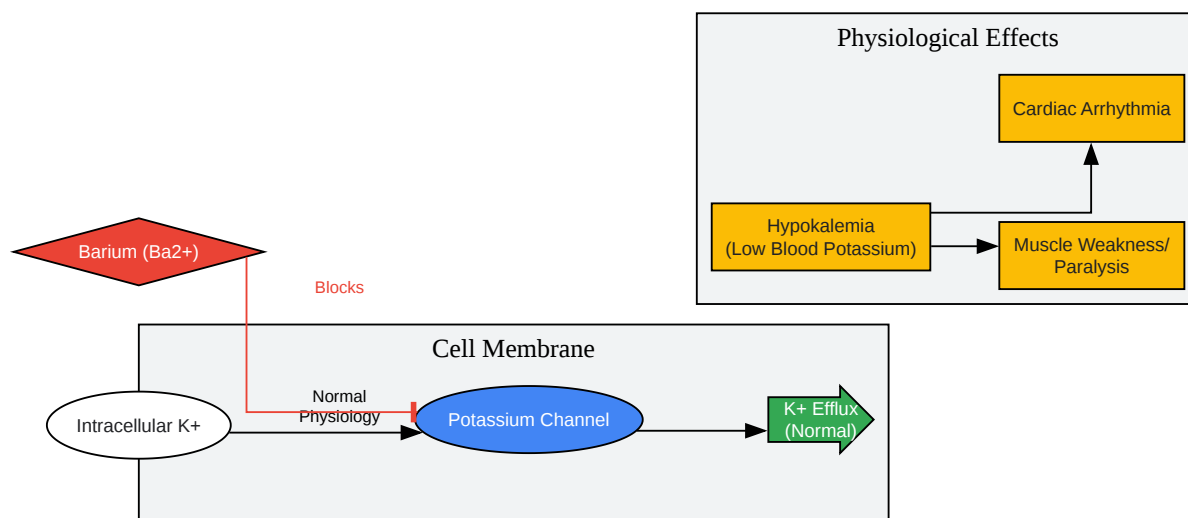 Physiological Effects
Cardiac Arrhythmia
Hypokalemia
(Low Blood Potassium)
Muscle Weakness/
Paralysis
Barium (Ba2+)
Blocks
Cell Membrane
Normal
Physiology
Intracellular K+
Potassium Channel
K+ Efflux
(Normal)